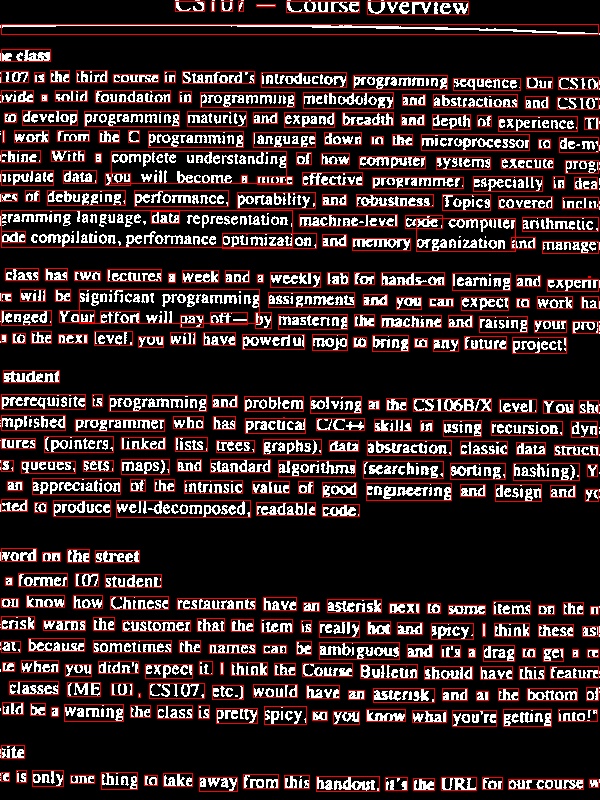 CS107 — Course Overview
he class
S107 is the third course in Stanford's introductory programming sequence. Our CS106
ovide a solid foundation in programming methodology and abstractions and CS107
to develop programming maturity and expand breadth and depth of experience. Th
ll work from the C programming language down to the microprocessor to de-my
chine. With a complete understanding of how computer systems execute progr
nipulate data, you will become a more effective programmer, especially in deal
ues of debugging, performance, portability, and robustness. Topics covered inclu
gramming language, data representation, machine-level code, computer arithmetic,
ode compilation, performance optimization, and memory organization and manage
class has two lectures a week and a weekly lab for hands-on learning and experim
re will be significant programming assignments and you can expect to work har
lenged. Your effort will pay off— by mastering the machine and raising your prog
s to the next level, you will have powerful mojo to bring to any future project!
student
prerequisite is programming and problem solving at the CS106B/X level. You sho
mplished programmer who has practical C/C++ skills in using recursion, dyna
tures (pointers, linked lists, trees, graphs), data abstraction, classic data struct
s, queues, sets, maps), and standard algorithms (searching, sorting, hashing). Y
an appreciation of the intrinsic value of good engineering and design and yo
cted to produce well-decomposed, readable code.
word on the street
a former 107 student:
ou know how Chinese restaurants have an asterisk next to some items on the m
erisk warns the customer that the item is really hot and spicy. I think these ast
eat, because sometimes the names can be ambiguous and it's a drag to get a re
te when you didn't expect it. I think the Course Bulletin should have this feature
classes (ME 101, CS107, etc.) would have an asterisk, and at the bottom of
uld be a warning the class is pretty spicy, so you know what you're getting into!"
site
e is only one thing to take away from this handout, it's the URL for our course w